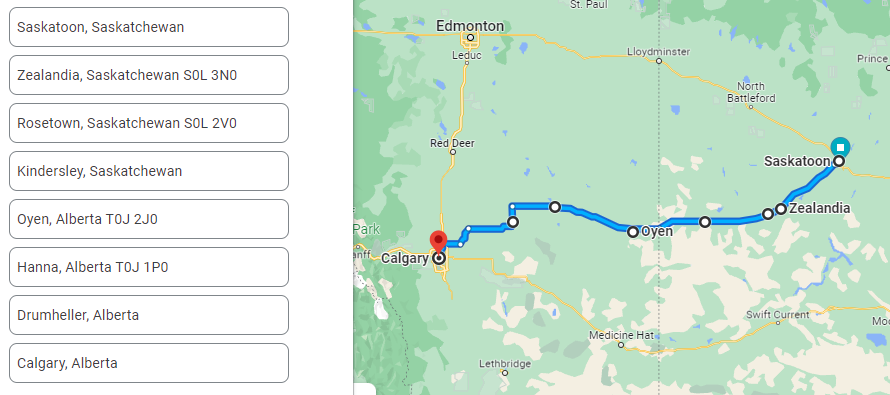 Saskatoon, Saskatchewan
Zealandia, Saskatchewan S0L 3N0
Rosetown, Saskatchewan S0L 2V0
Kindersley, Saskatchewan
Oyen, Alberta T0J 2J0
Hanna, Alberta T0J 1P0
Drumheller, Alberta
Calgary, Alberta
St. Paul
Edmonton
Leduc
Lloydminster
Prince
North
Battleford
Red Deer
Saskatoon
Zealandia
Park
Oyen
anff
Calgary
Swift Current
Moo
Medicine Hat
Lethbridge